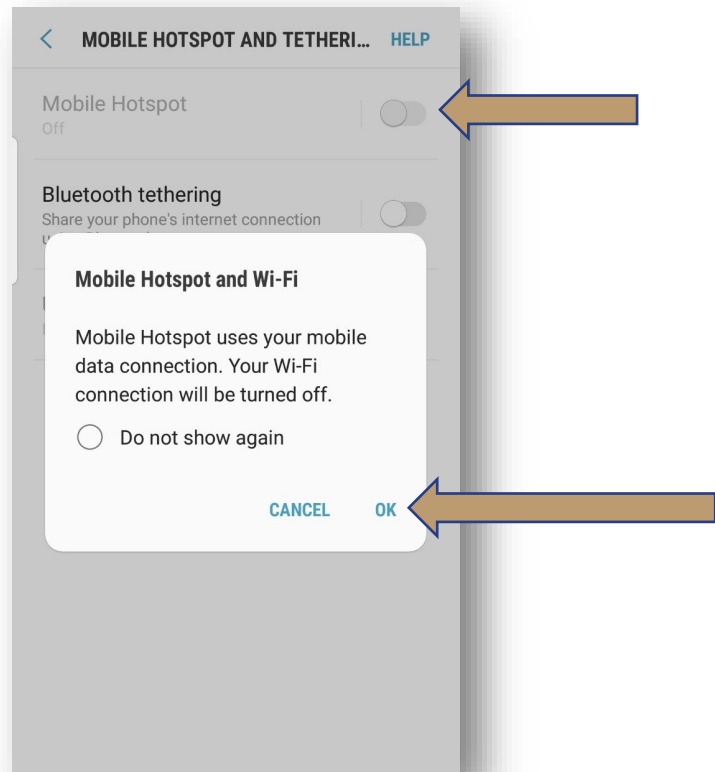 MOBILE HOTSPOT AND TETHERI... HELP
Mobile Hotspot
Off
Bluetooth tethering
Share your phone's internet connection
Mobile Hotspot and Wi-Fi
Mobile Hotspot uses your mobile
data connection. Your Wi-Fi
connection will be turned off.
Do not show again
CANCEL OK